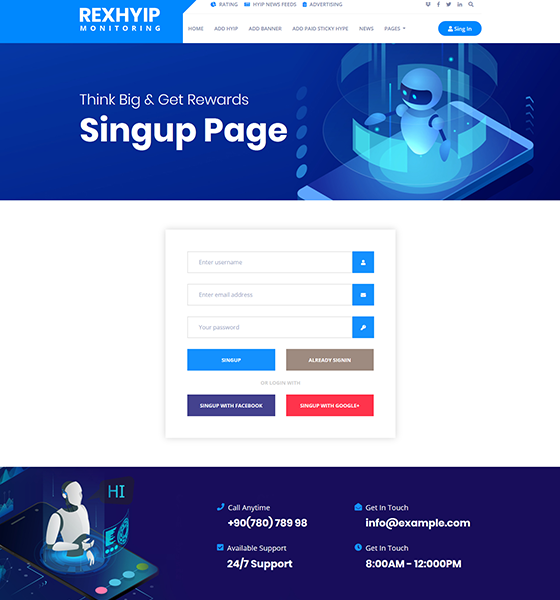 REXHYIP
MONITORING
RATING HYIP NEWS FEEDS ADVERTISING
HOME ADD HYIP ADD BANNER ADD PAID STICKY HYPE NEWS PAGES
Sing In
Think Big & Get Rewards
Singup Page
Enter username
Enter email address
Your password
SINGUP ALREADY SIGNIN
OR LOGIN WITH
SINGUP WITH FACEBOOK SINGUP WITH GOOGLE+
HI
Call Anytime
+90(780) 789 98
Get In Touch
info@example.com
Available Support
24/7 Support
Get In Touch
8:00AM - 12:000PM